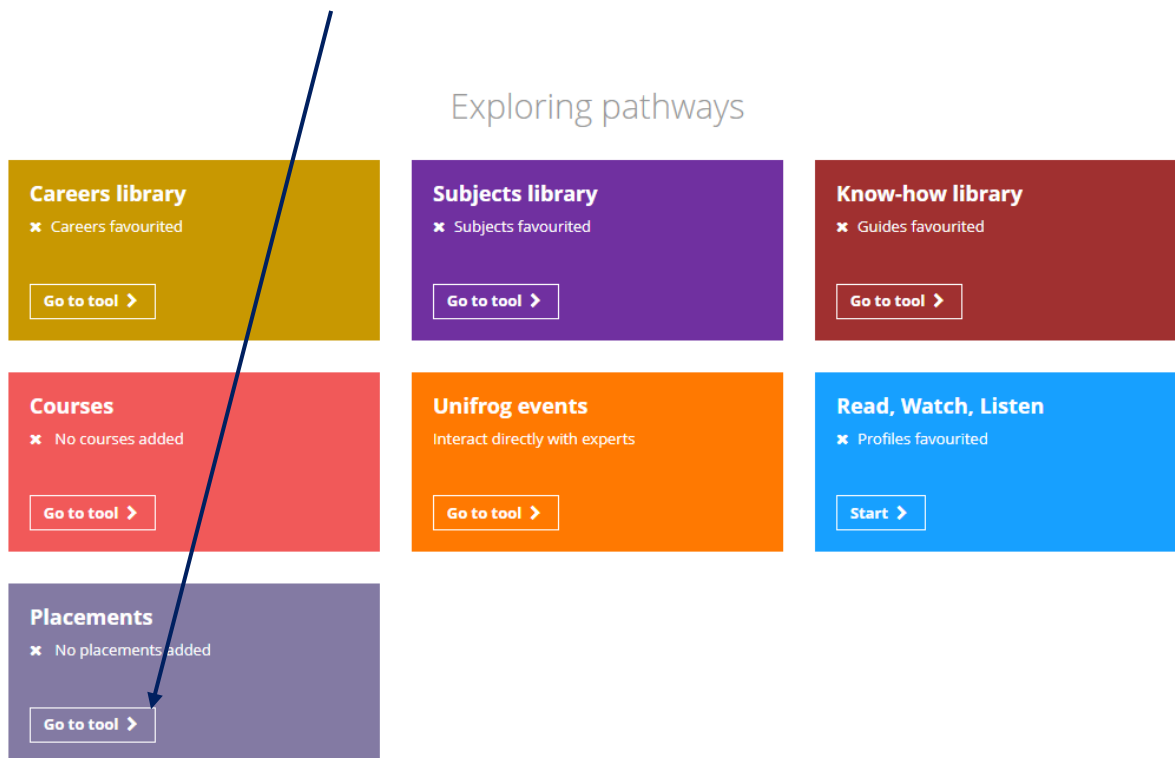 Exploring pathways
Careers library
✖ Careers favourited
Go to tool ❯
Subjects library
✖ Subjects favourited
Go to tool ❯
Know-how library
✖ Guides favourited
Go to tool ❯
Courses
✖ No courses added
Go to tool ❯
Unifrog events
Interact directly with experts
Go to tool ❯
Read, Watch, Listen
✖ Profiles favourited
Start ❯
Placements
✖ No placements added
Go to tool ❯